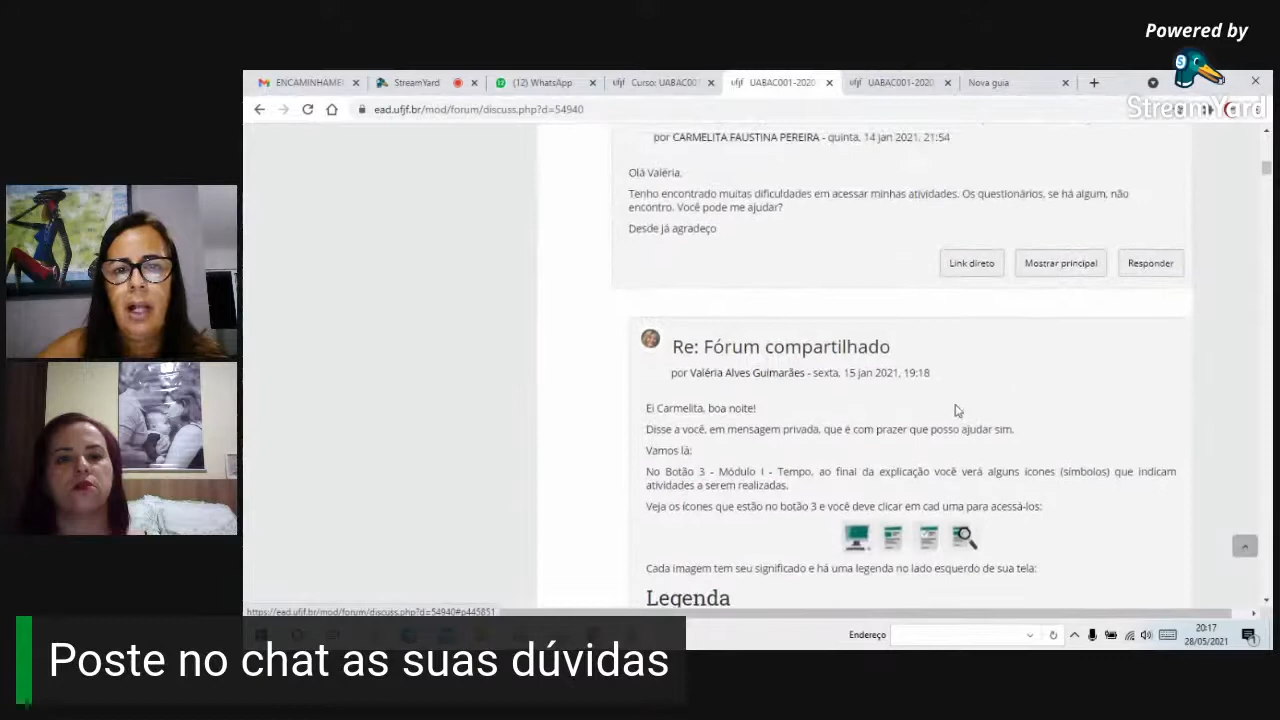 Powered by
StreamYard
ENCAMINHAME
StreamYard
(12) WhatsApp
ufjf Curso: UABAC001
ufjf UABAC001-2020
ufjf UABAC001-2020
Nova guia
ead.ufjf.br/mod/forum/discuss.php?d=54940
por CARMELITA FAUSTINA PEREIRA - quinta, 14 jan 2021, 21:54
Olá Valéria,
Tenho encontrado muitas dificuldades em acessar minhas atividades. Os questionários, se há algum, não
encontro. Você pode me ajudar?
Desde já agradeço
Link direto
Mostrar principal
Responder
Re: Fórum compartilhado
por Valéria Alves Guimarães - sexta, 15 jan 2021, 19:18
Ei Carmelita, boa noite!
Disse a você, em mensagem privada, que é com prazer que posso ajudar sim.
Vamos lá:
No Botão 3 - Módulo I - Tempo, ao final da explicação você verá alguns ícones (símbolos) que indicam
atividades a serem realizadas.
Veja os ícones que estão no botão 3 e você deve clicar em cad uma para acessá-los:
Cada imagem tem seu significado e há uma legenda no lado esquerdo de sua tela:
Legenda
https://ead.ufjf.br/mod/forum/discuss.php?d=54940#p445851
Endereço
20:17
28/05/2021
Poste no chat as suas dúvidas